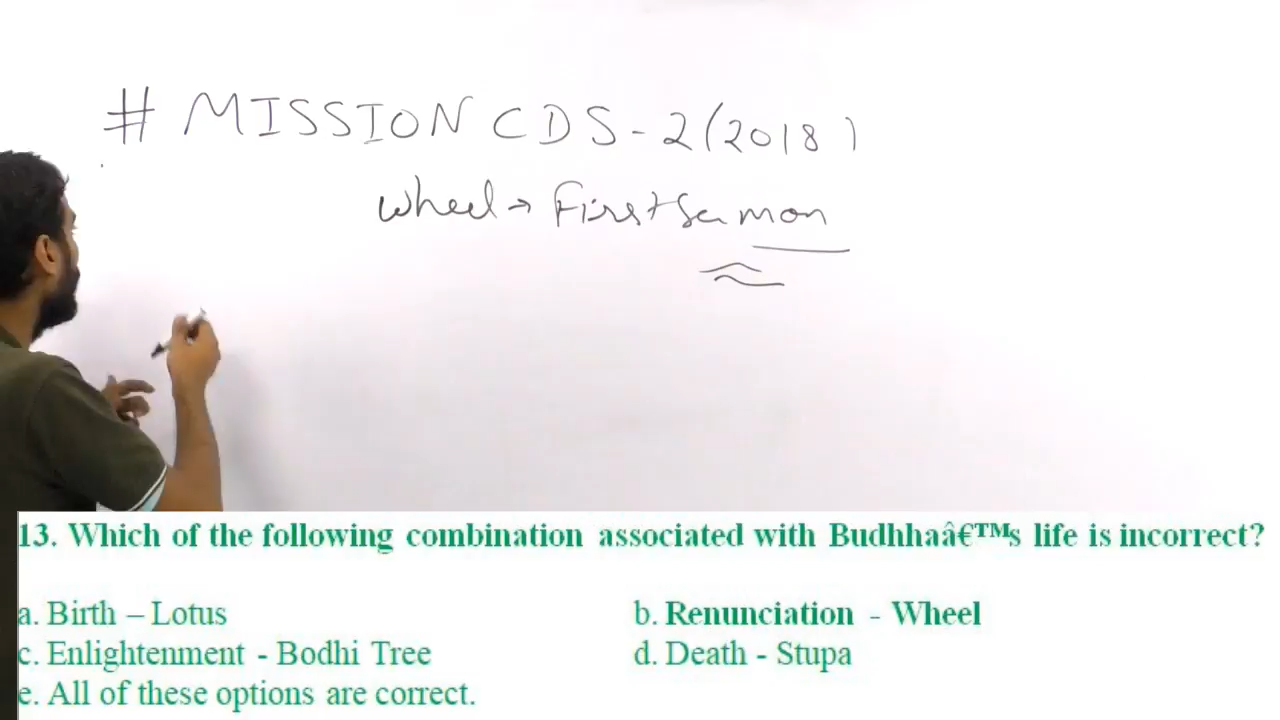 # MISSION CDS-2(2018)
wheel → First Sermon
13. Which of the following combination associated with Budhhaâ€™s life is incorrect?
a. Birth – Lotus
b. Renunciation - Wheel
c. Enlightenment - Bodhi Tree
d. Death - Stupa
e. All of these options are correct.